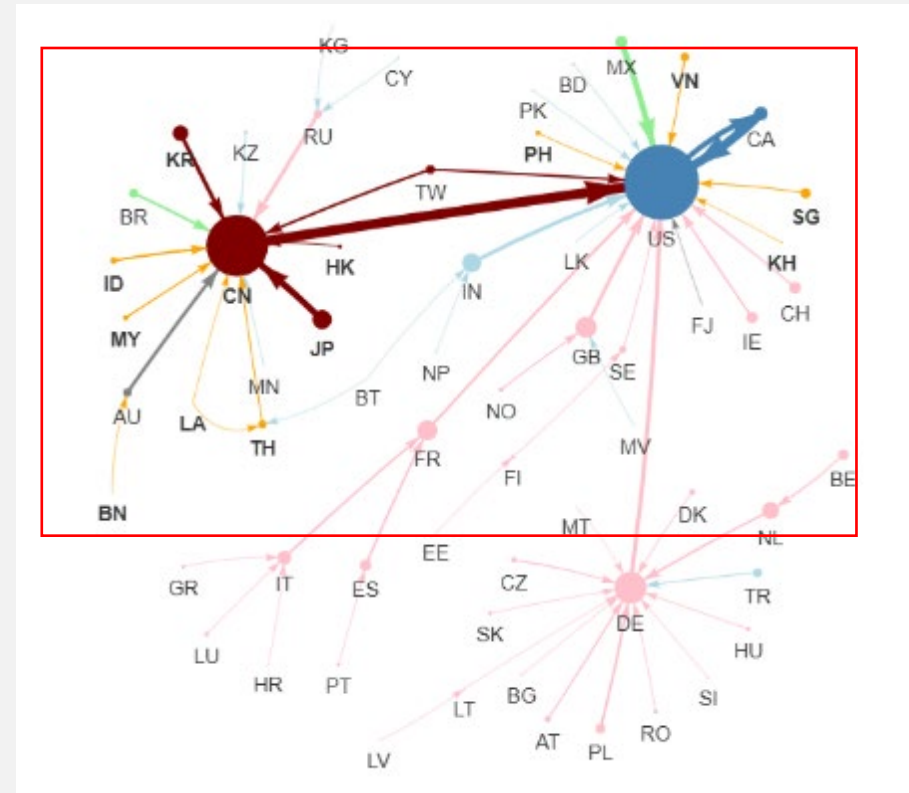 KG
CY
MX
VN
BD
PK
CA
RU
KR
KZ
PH
TW
BR
SG
US
HK
LK
KH
ID
CN
IN
CH
FJ
MY
IE
JP
GB
SE
NP
MN
BT
NO
AU
LA
TH
MV
FR
FI
BE
BN
DK
MT
NL
EE
CZ
IT
ES
GR
TR
DE
SK
HU
LU
HR
PT
BG
SI
LT
RO
AT
PL
LV